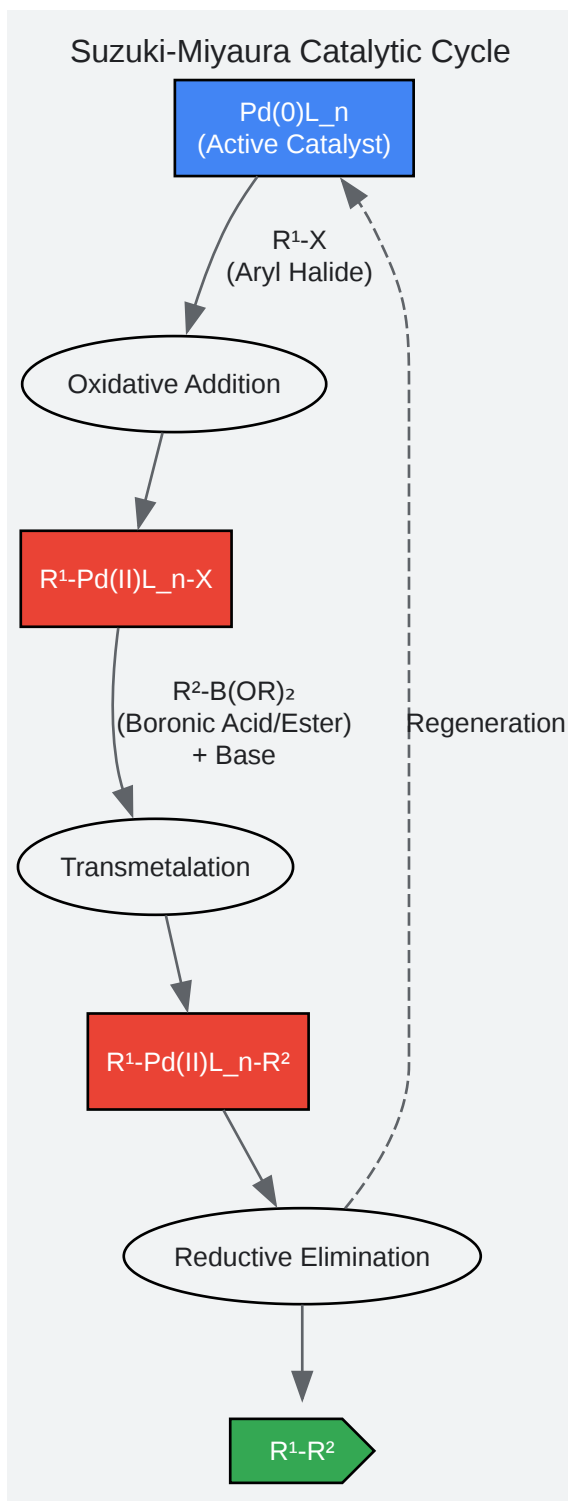 Suzuki-Miyaura Catalytic Cycle
Pd(0)L_n
(Active Catalyst)
R¹-X
(Aryl Halide)
Oxidative Addition
R¹-Pd(II)L_n-X
R²-B(OR)₂
(Boronic Acid/Ester)
+ Base
Regeneration
Transmetalation
R¹-Pd(II)L_n-R²
Reductive Elimination
R¹-R²